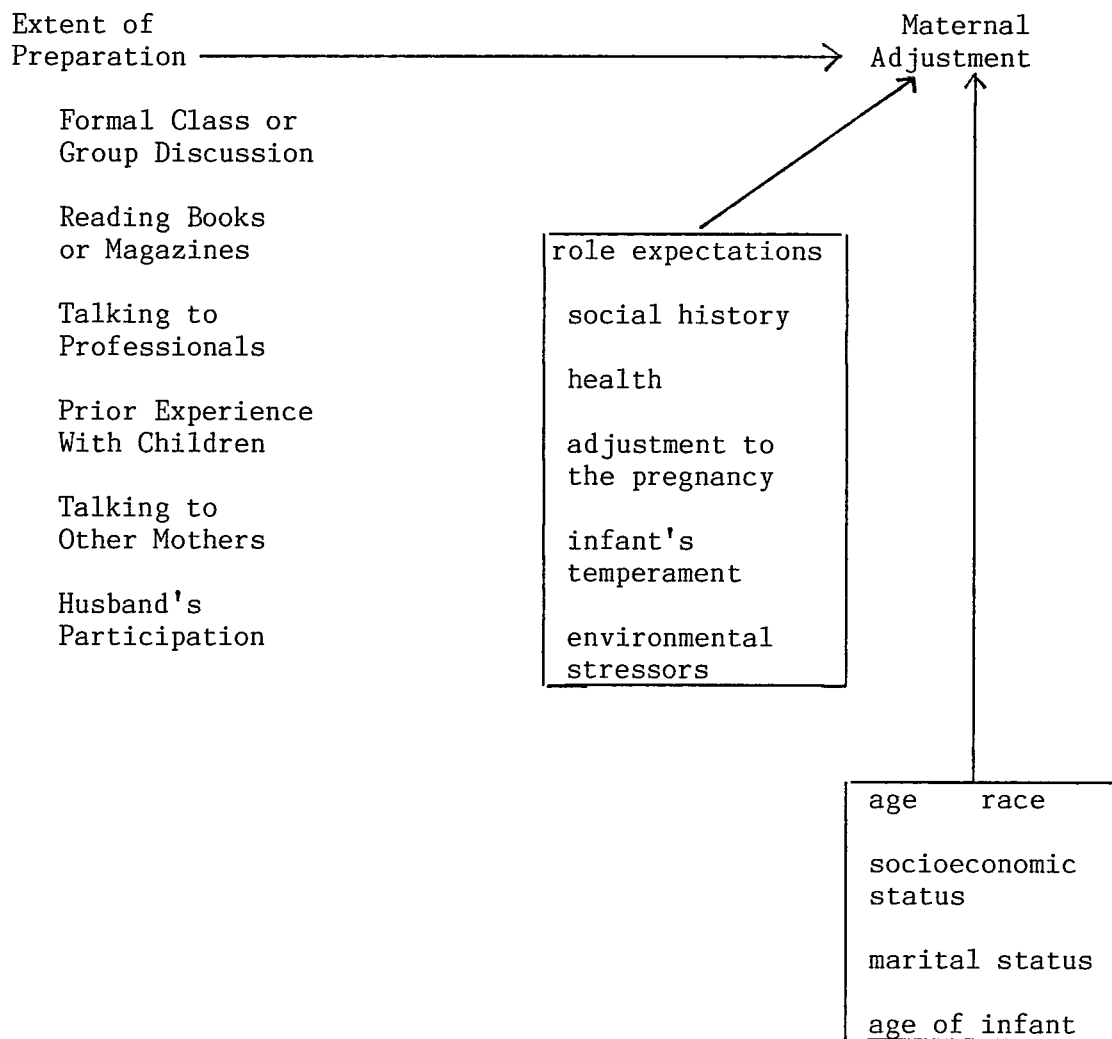 Extent of
Preparation
Maternal
Adjustment
Formal Class or
Group Discussion
Reading Books
or Magazines
Talking to
Professionals
Prior Experience
With Children
Talking to
Other Mothers
Husband's
Participation
role expectations
social history
health
adjustment to
the pregnancy
infant's
temperament
environmental
stressors
age race
socioeconomic
status
marital status
age of infant